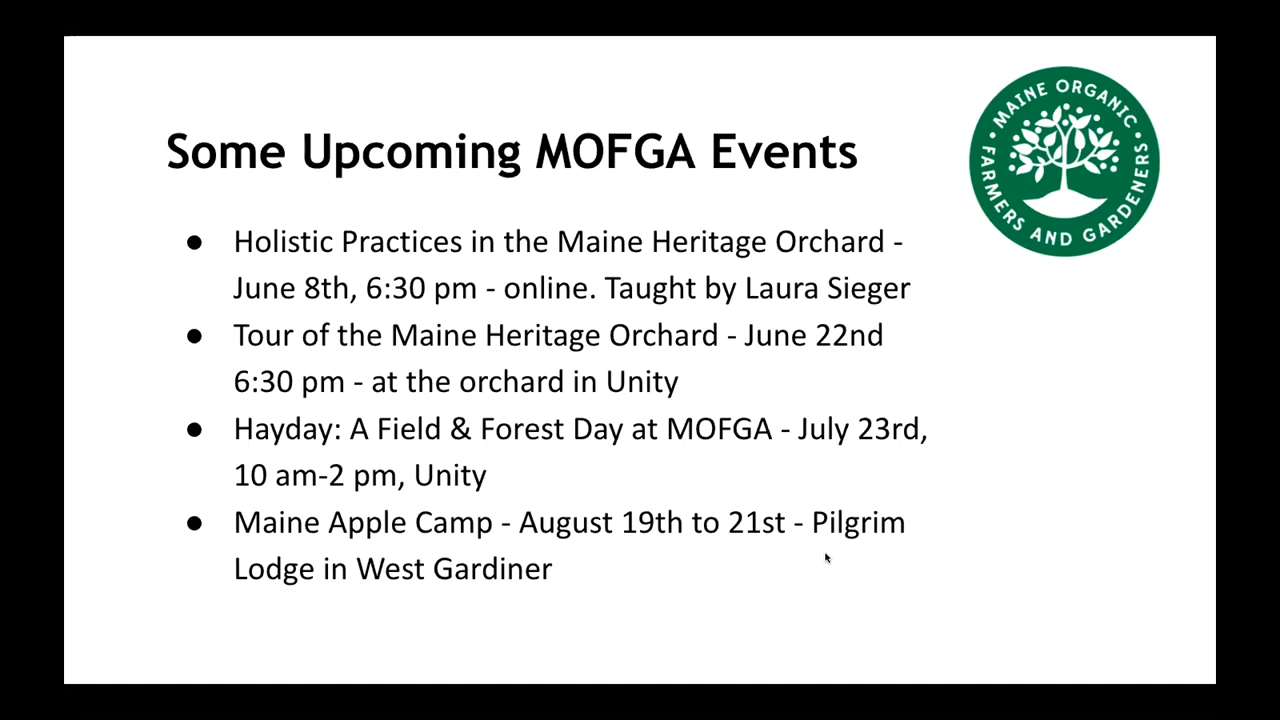 Some Upcoming MOFGA Events
MAINE ORGANIC
FARMERS AND GARDENERS
● Holistic Practices in the Maine Heritage Orchard -
June 8th, 6:30 pm - online. Taught by Laura Sieger
● Tour of the Maine Heritage Orchard - June 22nd
6:30 pm - at the orchard in Unity
● Hayday: A Field & Forest Day at MOFGA - July 23rd,
10 am-2 pm, Unity
● Maine Apple Camp - August 19th to 21st - Pilgrim
Lodge in West Gardiner